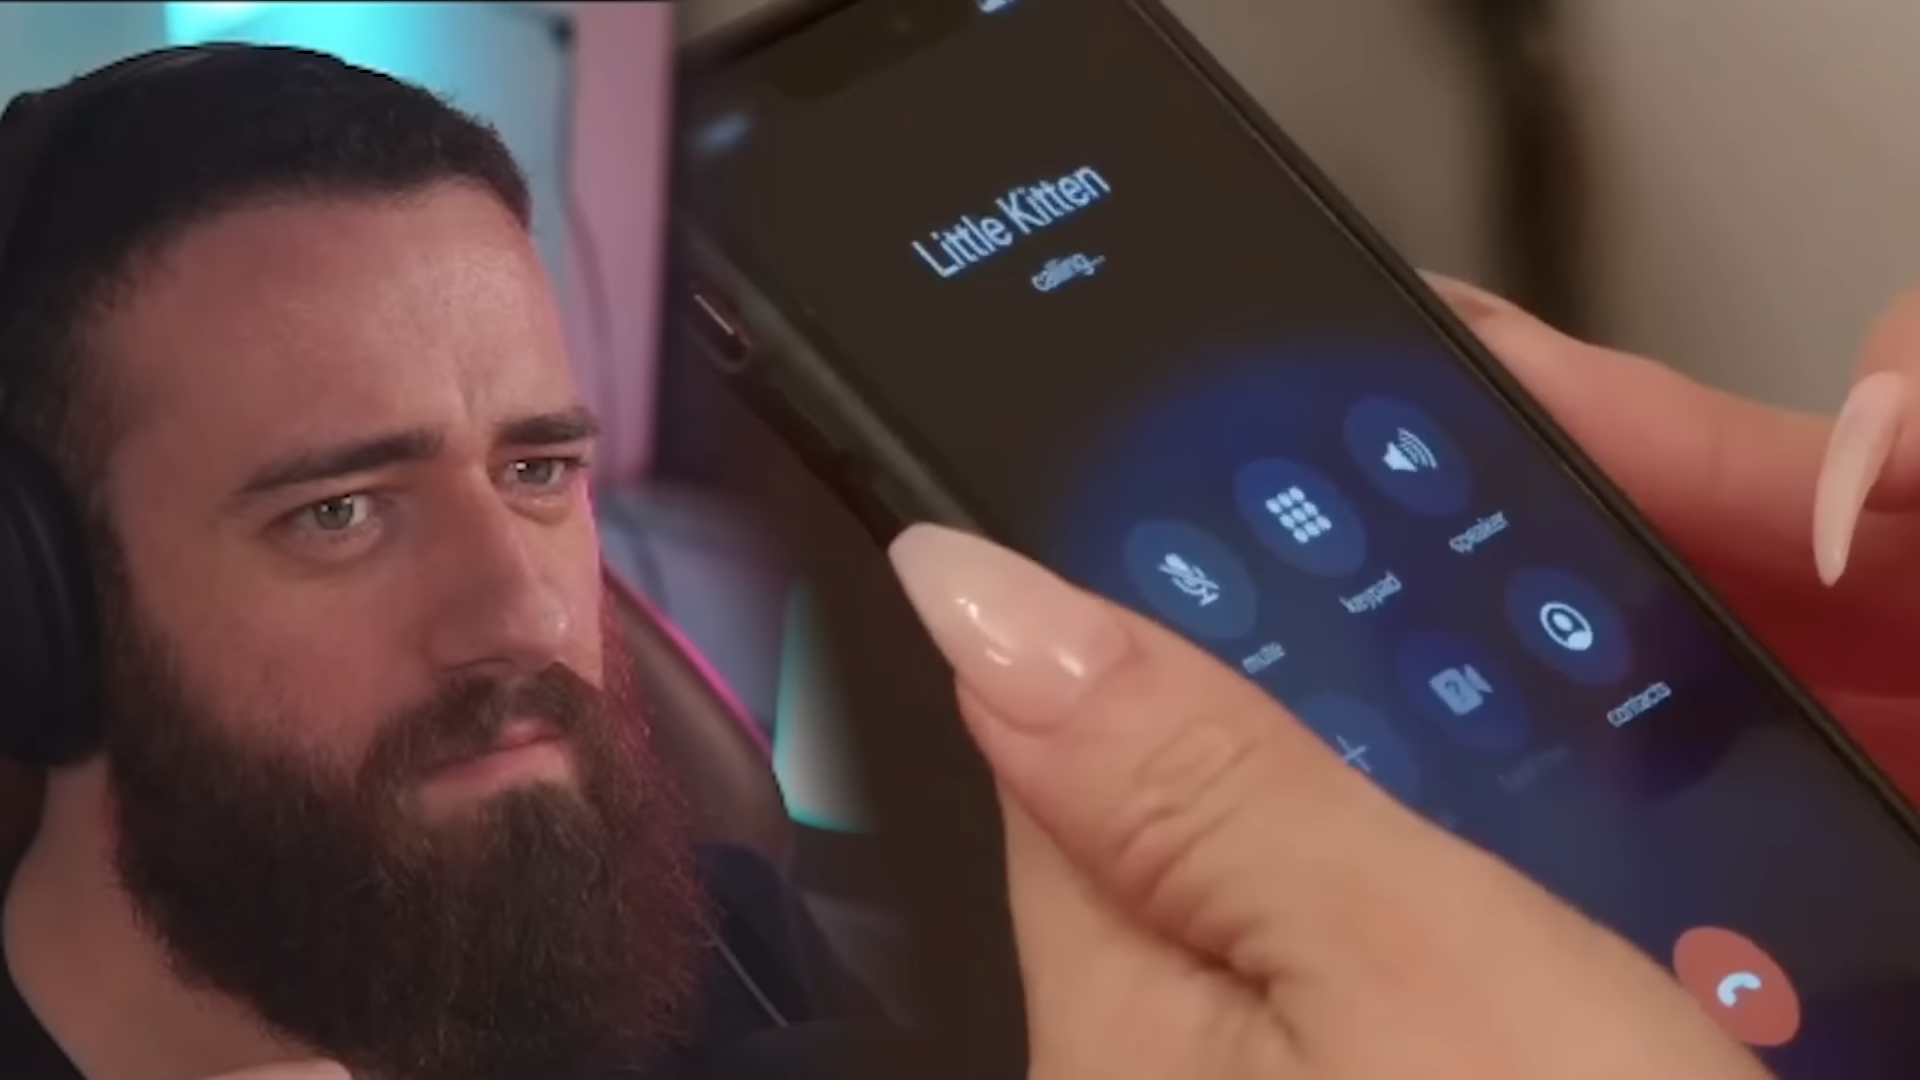 Little Kitten
calling...
speaker
keypad
mute
contacts